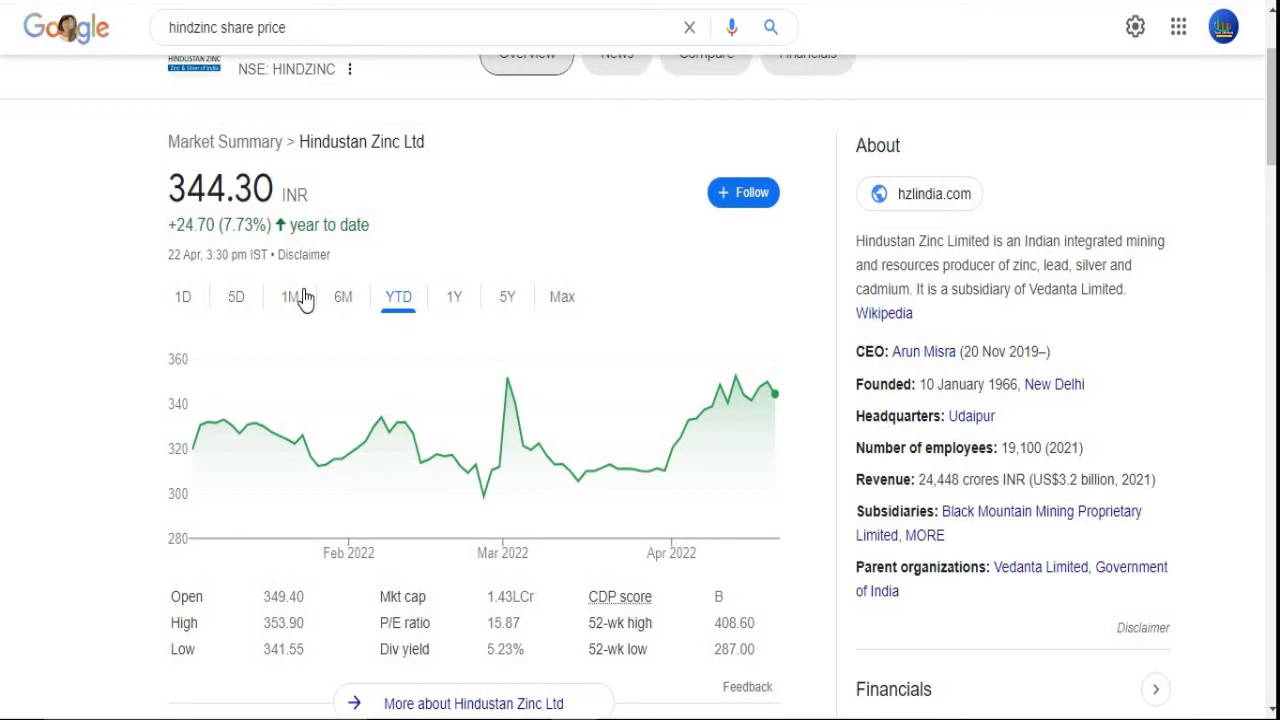 Google
hindzinc share price
HINDUSTAN ZINC
Zinc & Silver of India
NSE: HINDZINC
Overview
News
Compare
Financials
Market Summary > Hindustan Zinc Ltd
344.30 INR
+ Follow
+24.70 (7.73%) ↑ year to date
22 Apr, 3:30 pm IST • Disclaimer
1D 5D 1M 6M YTD 1Y 5Y Max
360
340
320
300
280
Feb 2022 Mar 2022 Apr 2022
Open 349.40 Mkt cap 1.43LCr CDP score B
High 353.90 P/E ratio 15.87 52-wk high 408.60
Low 341.55 Div yield 5.23% 52-wk low 287.00
Feedback
More about Hindustan Zinc Ltd
About
hzlindia.com
Hindustan Zinc Limited is an Indian integrated mining
and resources producer of zinc, lead, silver and
cadmium. It is a subsidiary of Vedanta Limited.
Wikipedia
CEO: Arun Misra (20 Nov 2019–)
Founded: 10 January 1966, New Delhi
Headquarters: Udaipur
Number of employees: 19,100 (2021)
Revenue: 24,448 crores INR (US$3.2 billion, 2021)
Subsidiaries: Black Mountain Mining Proprietary
Limited, MORE
Parent organizations: Vedanta Limited, Government
of India
Disclaimer
Financials